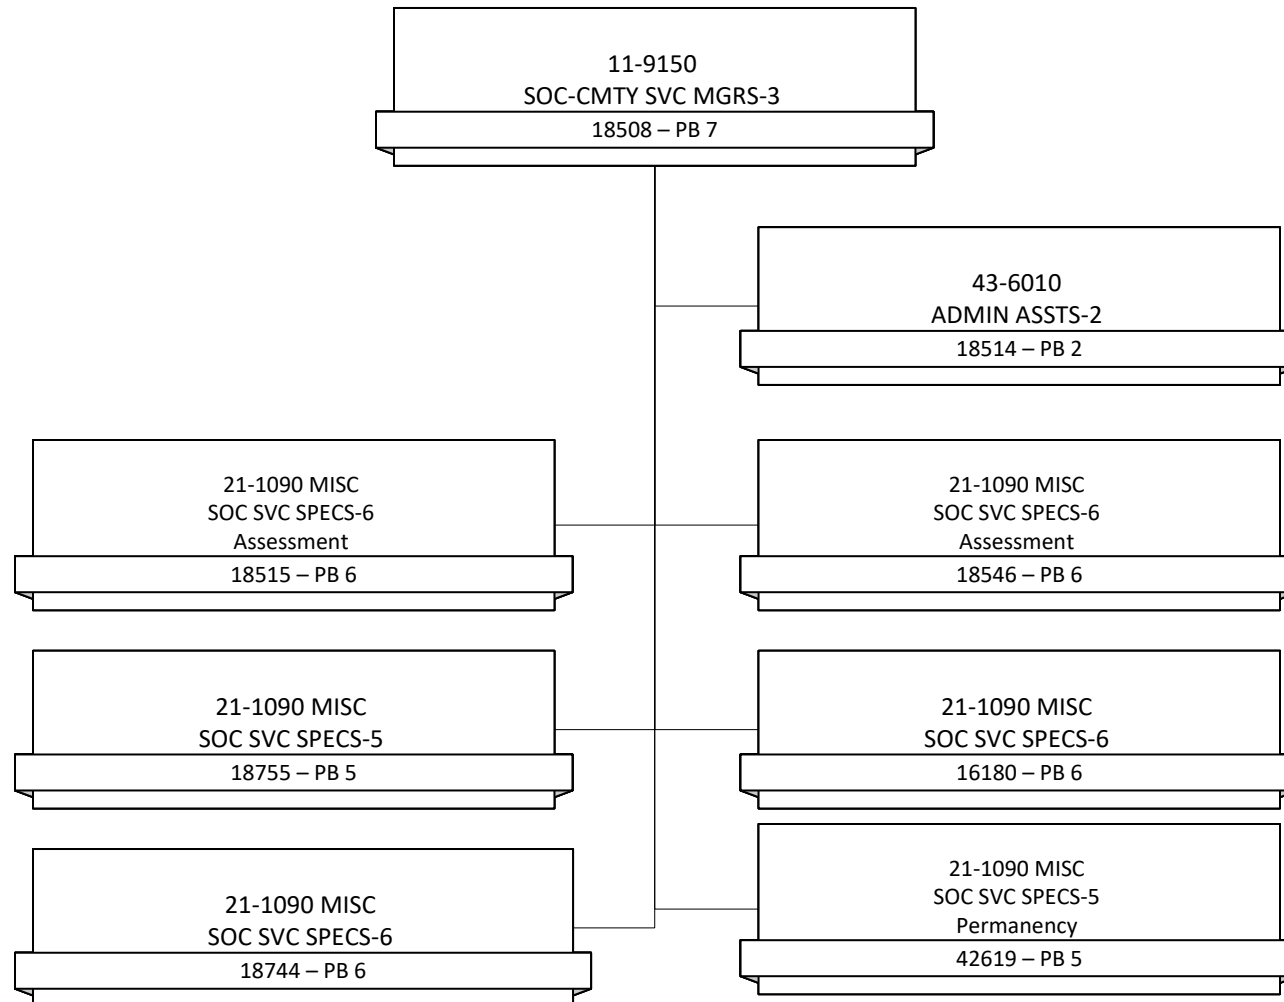 11-9150
SOC-CMTY SVC MGRS-3
18508 – PB 7
43-6010
ADMIN ASSTS-2
18514 – PB 2
21-1090 MISC
SOC SVC SPECS-6
Assessment
18515 – PB 6
21-1090 MISC
SOC SVC SPECS-6
Assessment
18546 – PB 6
21-1090 MISC
SOC SVC SPECS-5
18755 – PB 5
21-1090 MISC
SOC SVC SPECS-6
16180 – PB 6
21-1090 MISC
SOC SVC SPECS-6
18744 – PB 6
21-1090 MISC
SOC SVC SPECS-5
Permanency
42619 – PB 5